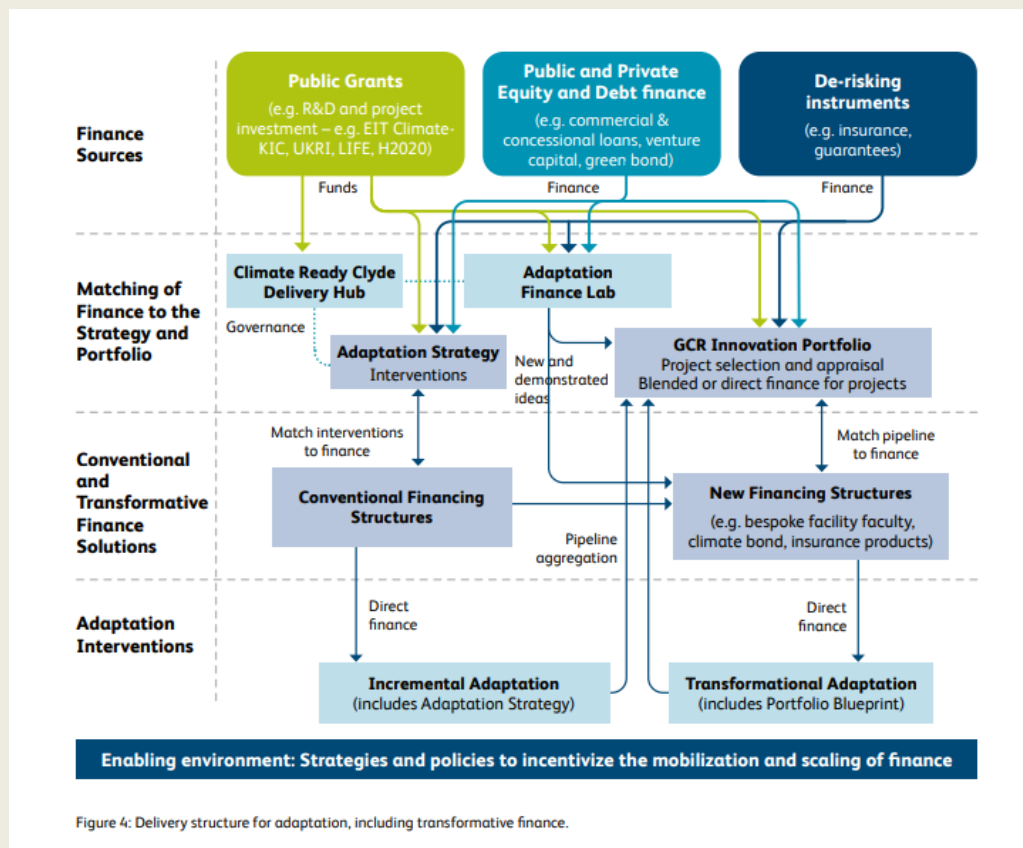 Finance
Sources
Public Grants
(e.g. R&D and project
investment – e.g. EIT Climate-
KIC, UKRI, LIFE, H2020)
Public and Private
Equity and Debt finance
(e.g. commercial &
concessional loans, venture
capital, green bond)
De-risking
instruments
(e.g. insurance,
guarantees)
Funds
Finance
Finance
Matching of
Finance to the
Strategy and
Portfolio
Climate Ready Clyde
Delivery Hub
Adaptation
Finance Lab
Governance
Adaptation Strategy
Interventions
New and
demonstrated
ideas
GCR Innovation Portfolio
Project selection and appraisal
Blended or direct finance for projects
Match interventions
to finance
Match pipeline
to finance
Conventional
and
Transformative
Finance
Solutions
Conventional Financing
Structures
New Financing Structures
(e.g. bespoke facility faculty,
climate bond, insurance products)
Pipeline
aggregation
Adaptation
Interventions
Direct
finance
Direct
finance
Incremental Adaptation
(includes Adaptation Strategy)
Transformational Adaptation
(includes Portfolio Blueprint)
Enabling environment: Strategies and policies to incentivize the mobilization and scaling of finance
Figure 4: Delivery structure for adaptation, including transformative finance.